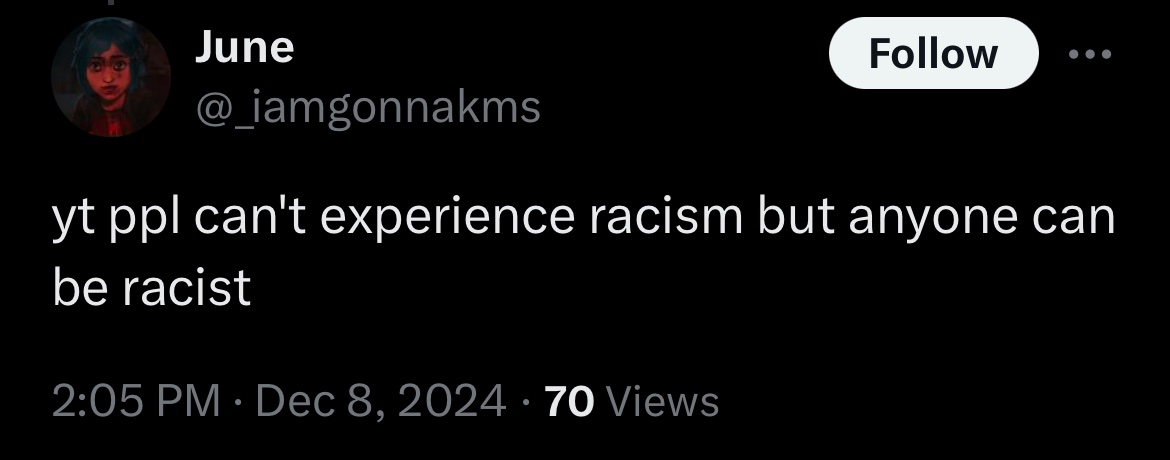 June
Follow
@_iamgonnakms
yt ppl can't experience racism but anyone can
be racist
2:05 PM · Dec 8, 2024 · 70 Views